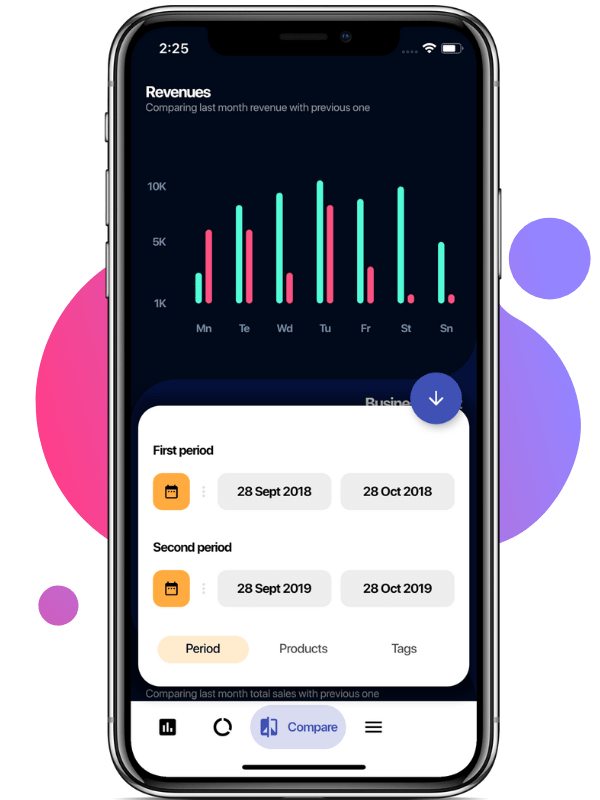 2:25
Revenues
Comparing last month revenue with previous one
10K
5K
1K
Mn Te Wd Tu Fr St Sn
First period
28 Sept 2018 28 Oct 2018
Second period
28 Sept 2019 28 Oct 2019
Period Products Tags
Comparing last month total sales with previous one
Compare